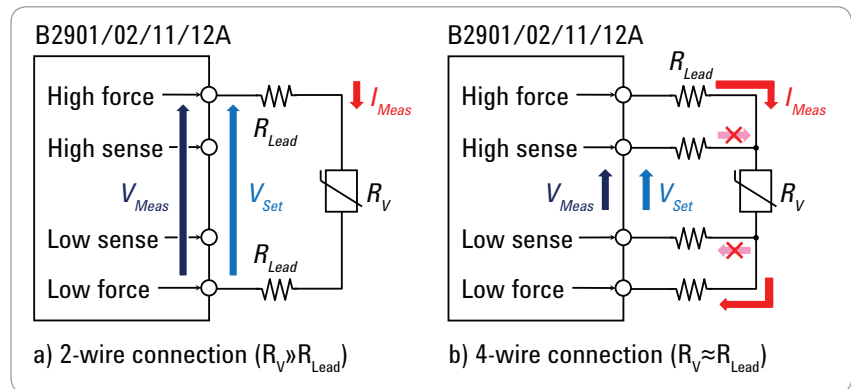 B2901/02/11/12A
High force
High sense
Low sense
Low force
V_Meas
V_Set
R_Lead
R_Lead
I_Meas
R_V
a) 2-wire connection (R_V»R_Lead)
B2901/02/11/12A
High force
High sense
Low sense
Low force
V_Meas
V_Set
R_Lead
I_Meas
R_V
b) 4-wire connection (R_V≈R_Lead)